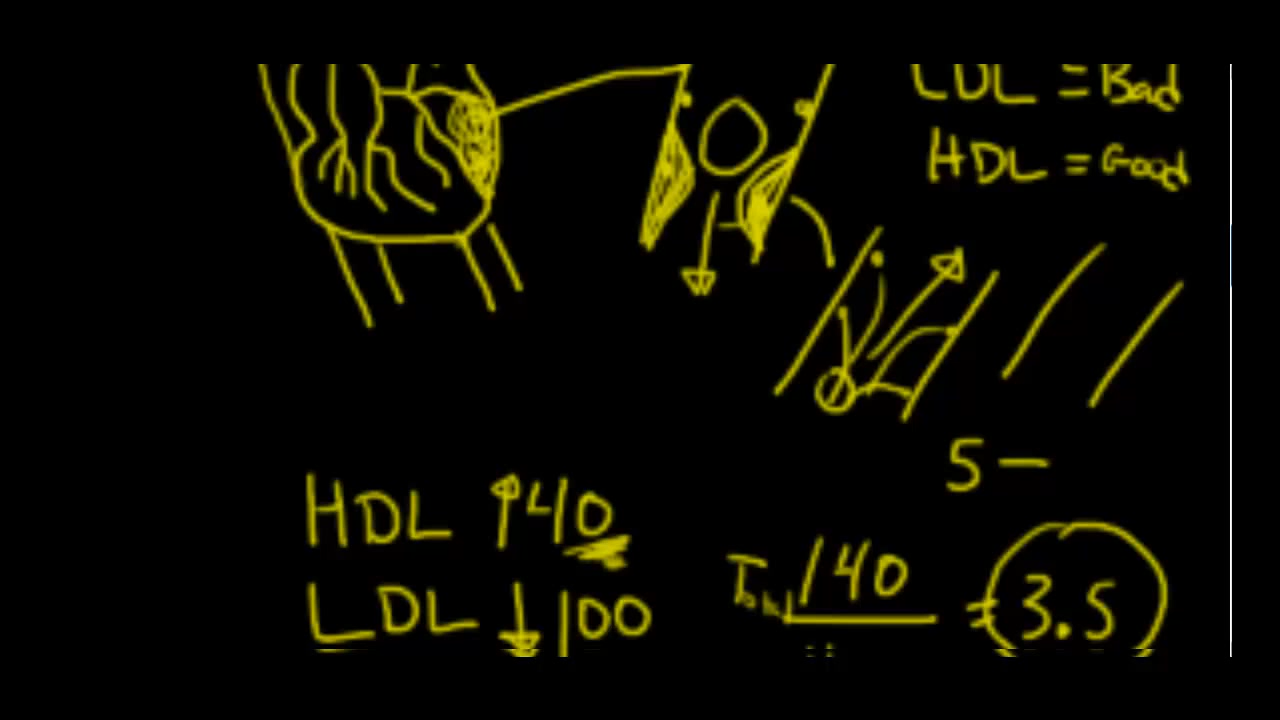 LDL = Bad
HDL = Good
5 —
HDL ↑ 40
LDL ↓ 100
Total 140 = 3.5